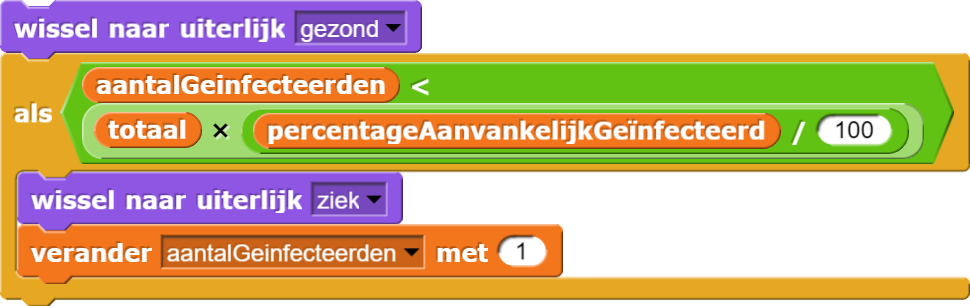 wissel naar uiterlijk gezond
aantalGeinfecteerden <
als
totaal × percentageAanvankelijkGeïnfecteerd / 100
wissel naar uiterlijk ziek
verander aantalGeinfecteerden met 1